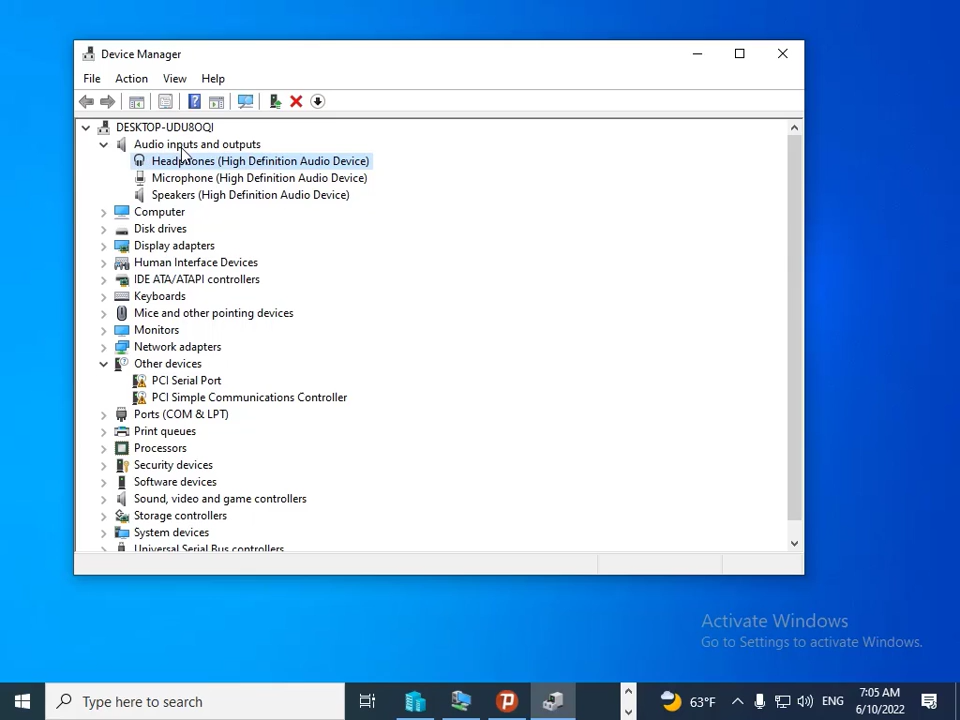 Device Manager
File Action View Help
DESKTOP-UDU8OQI
Audio inputs and outputs
Headphones (High Definition Audio Device)
Microphone (High Definition Audio Device)
Speakers (High Definition Audio Device)
Computer
Disk drives
Display adapters
Human Interface Devices
IDE ATA/ATAPI controllers
Keyboards
Mice and other pointing devices
Monitors
Network adapters
Other devices
PCI Serial Port
PCI Simple Communications Controller
Ports (COM & LPT)
Print queues
Processors
Security devices
Software devices
Sound, video and game controllers
Storage controllers
System devices
Universal Serial Bus controllers
Activate Windows
Go to Settings to activate Windows.
Type here to search
63°F
ENG
7:05 AM
6/10/2022